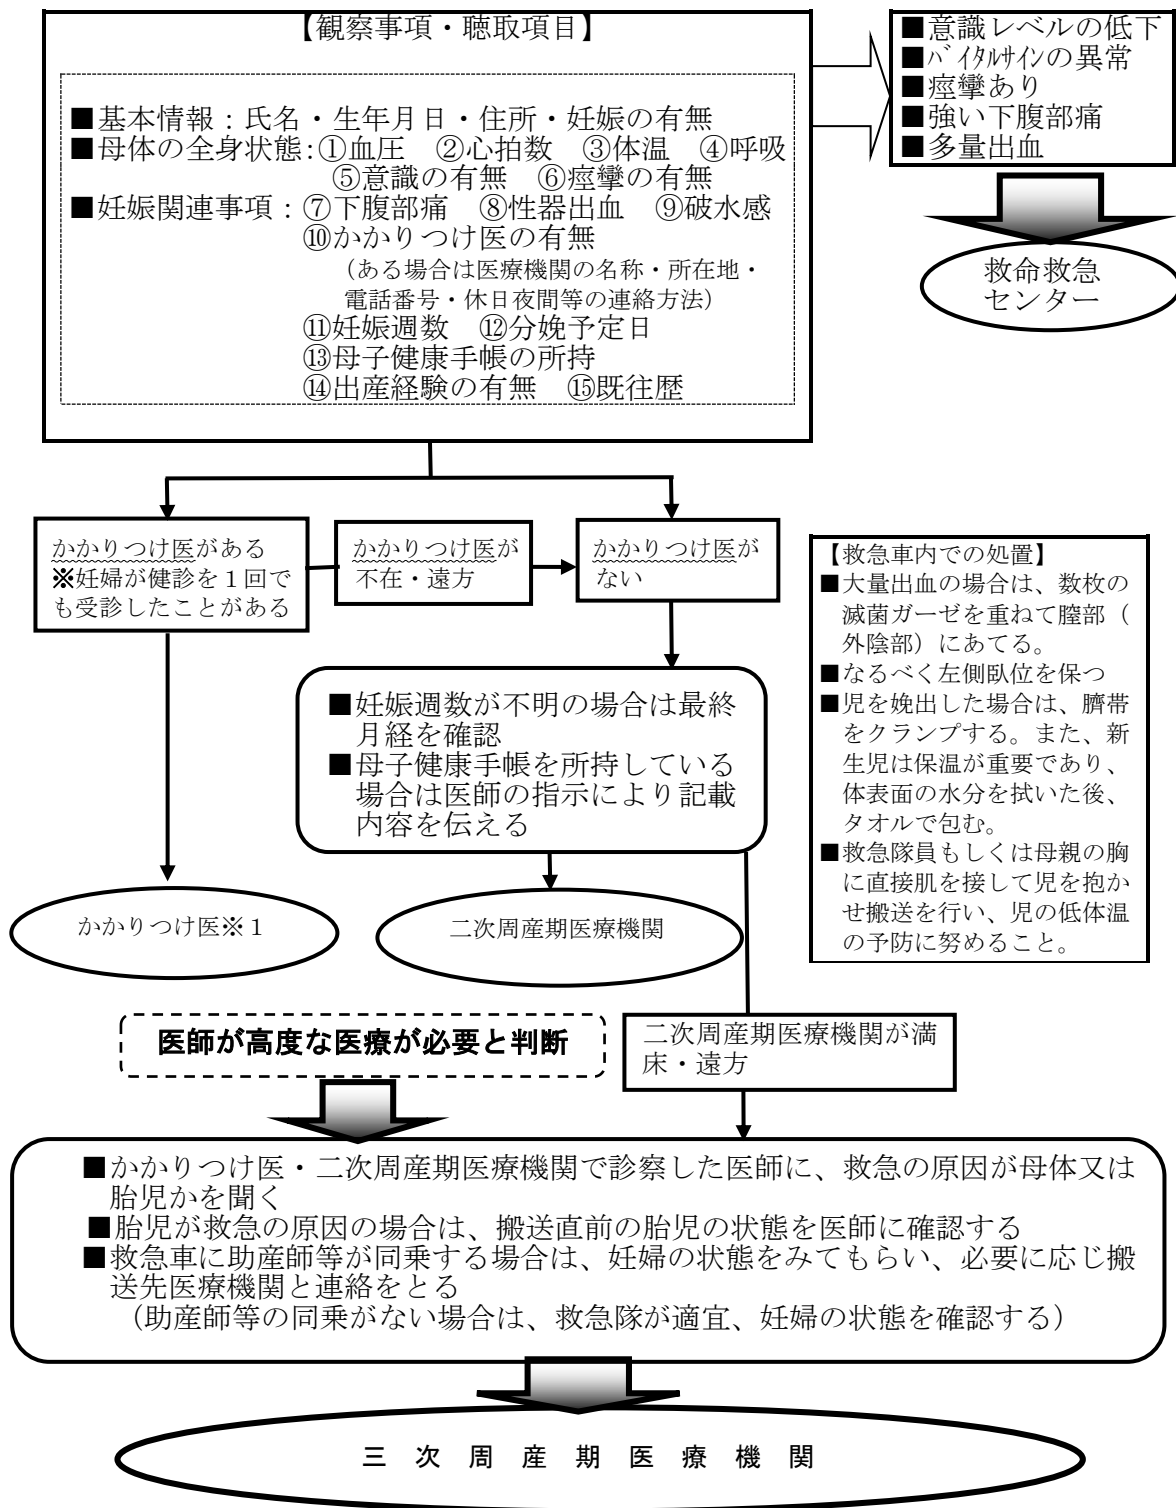 【観察事項・聴取項目】
■基本情報：氏名・生年月日・住所・妊娠の有無
■母体の全身状態：①血圧　②心拍数　③体温　④呼吸
⑤意識の有無　⑥痙攣の有無
■妊娠関連事項：⑦下腹部痛　⑧性器出血　⑨破水感
⑩かかりつけ医の有無
（ある場合は医療機関の名称・所在地・
電話番号・休日夜間等の連絡方法）
⑪妊娠週数　⑫分娩予定日
⑬母子健康手帳の所持
⑭出産経験の有無　⑮既往歴
■意識レベルの低下
■ﾊﾞｲﾀﾙｻｲﾝの異常
■痙攣あり
■強い下腹部痛
■多量出血
救命救急
センター
かかりつけ医がある
※妊婦が健診を１回で
も受診したことがある
かかりつけ医が
不在・遠方
かかりつけ医が
ない
■妊娠週数が不明の場合は最終
月経を確認
■母子健康手帳を所持している
場合は医師の指示により記載
内容を伝える
【救急車内での処置】
■大量出血の場合は、数枚の
滅菌ガーゼを重ねて膣部（
外陰部）にあてる。
■なるべく左側臥位を保つ
■児を娩出した場合は、臍帯
をクランプする。また、新
生児は保温が重要であり、
体表面の水分を拭いた後、
タオルで包む。
■救急隊員もしくは母親の胸
に直接肌を接して児を抱か
せ搬送を行い、児の低体温
の予防に努めること。
かかりつけ医※１
二次周産期医療機関
医師が高度な医療が必要と判断
二次周産期医療機関が満
床・遠方
■かかりつけ医・二次周産期医療機関で診察した医師に、救急の原因が母体又は
胎児かを聞く
■胎児が救急の原因の場合は、搬送直前の胎児の状態を医師に確認する
■救急車に助産師等が同乗する場合は、妊婦の状態をみてもらい、必要に応じ搬
送先医療機関と連絡をとる
（助産師等の同乗がない場合は、救急隊が適宜、妊婦の状態を確認する）
三次周産期医療機関